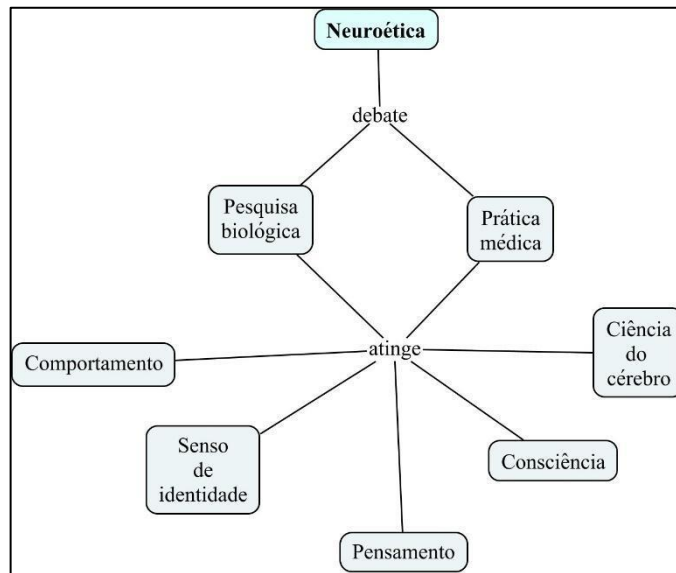 Neuroética
debate
Pesquisa
biológica
Prática
médica
atinge
Comportamento
Ciência
do
cérebro
Senso
de
identidade
Consciência
Pensamento